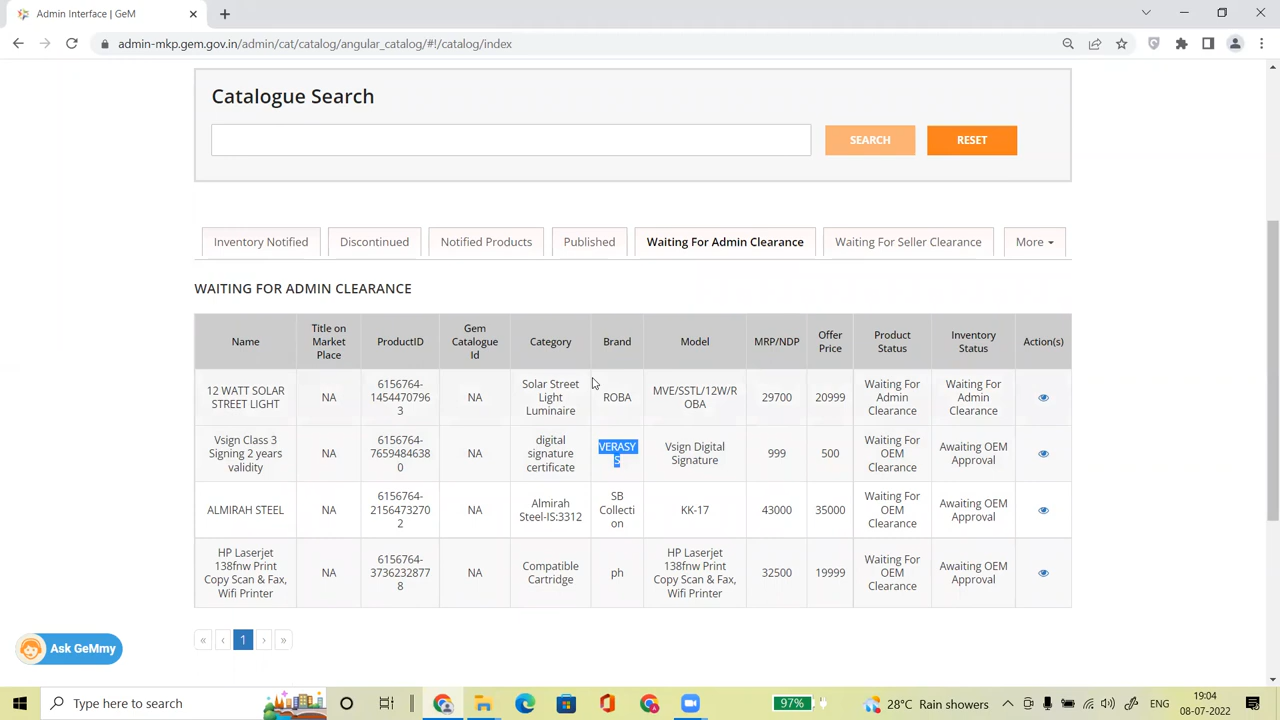 Admin Interface | GeM
admin-mkp.gem.gov.in/admin/cat/catalog/angular_catalog/#!/catalog/index
Catalogue Search
SEARCH
RESET
Inventory Notified
Discontinued
Notified Products
Published
Waiting For Admin Clearance
Waiting For Seller Clearance
More
WAITING FOR ADMIN CLEARANCE
Name
Title on
Market
Place
ProductID
Gem
Catalogue
Id
Category
Brand
Model
MRP/NDP
Offer
Price
Product
Status
Inventory
Status
Action(s)
12 WATT SOLAR
STREET LIGHT
NA
6156764-
1454470796
3
NA
Solar Street
Light
Luminaire
ROBA
MVE/SSTL/12W/R
OBA
29700
20999
Waiting For
Admin
Clearance
Waiting For
Admin
Clearance
Vsign Class 3
Signing 2 years
validity
NA
6156764-
7659484638
0
NA
digital
signature
certificate
VERASY
S
Vsign Digital
Signature
999
500
Waiting For
OEM
Clearance
Awaiting OEM
Approval
ALMIRAH STEEL
NA
6156764-
2156473270
2
NA
Almirah
Steel-IS:3312
SB
Collecti
on
KK-17
43000
35000
Waiting For
OEM
Clearance
Awaiting OEM
Approval
HP Laserjet
138fnw Print
Copy Scan & Fax,
Wifi Printer
NA
6156764-
3736232877
8
NA
Compatible
Cartridge
ph
HP Laserjet
138fnw Print
Copy Scan & Fax,
Wifi Printer
32500
19999
Waiting For
OEM
Clearance
Awaiting OEM
Approval
« ‹ 1 › »
Ask GeMmy
Type here to search
97%
28°C Rain showers
ENG
19:04
08-07-2022